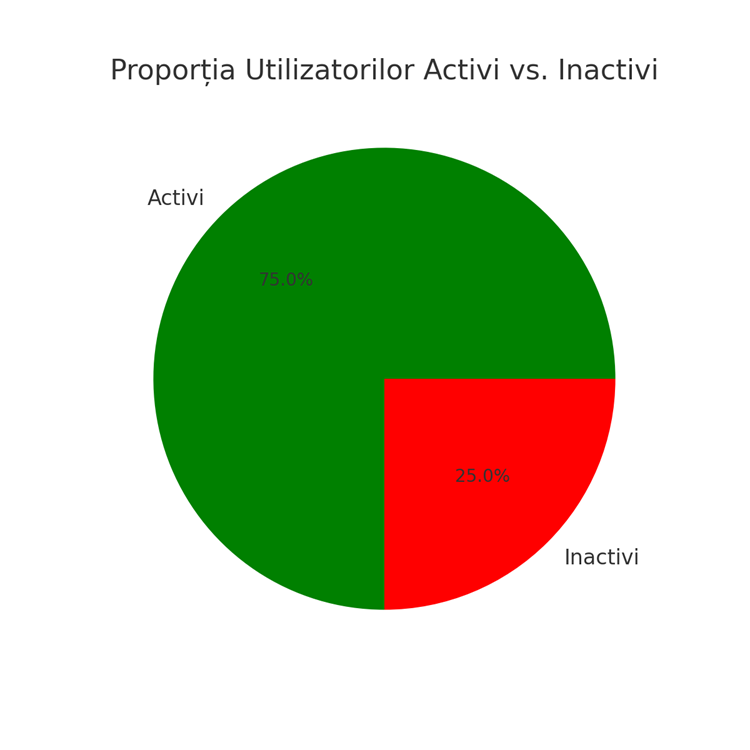 Proporția Utilizatorilor Activi vs. Inactivi
Activi
75.0%
25.0%
Inactivi